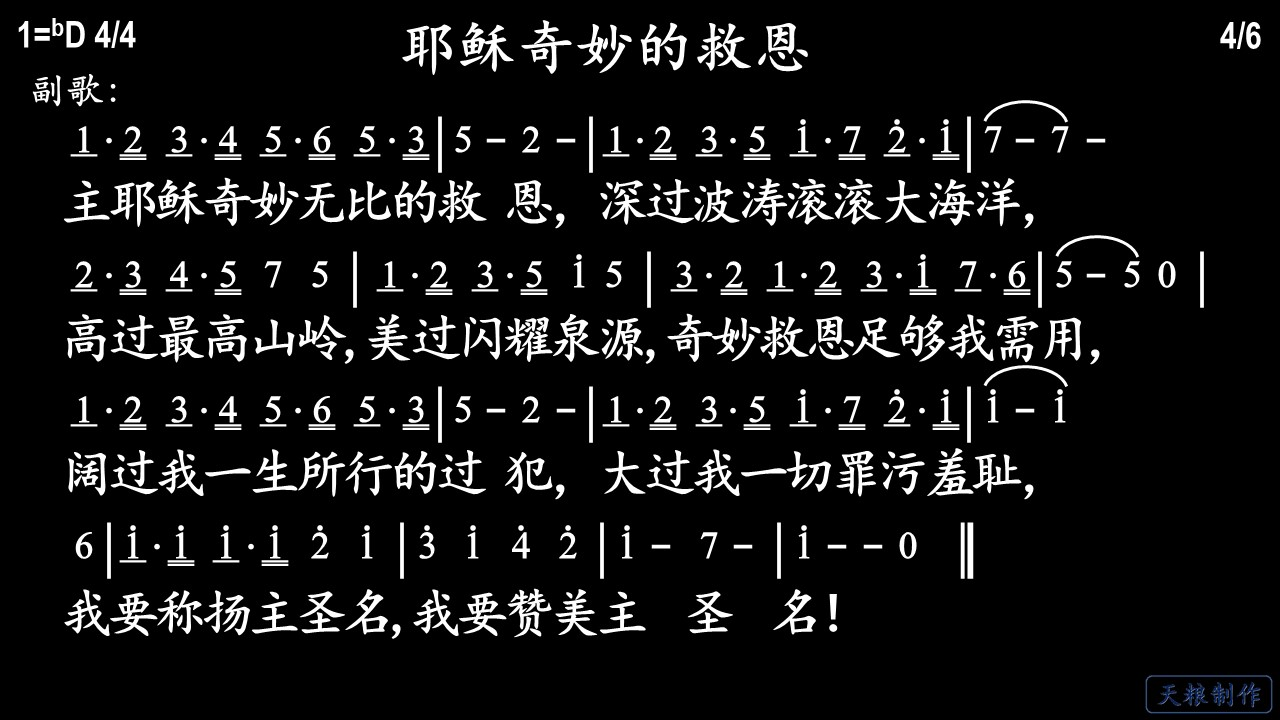 1=ᵇD 4/4 耶稣奇妙的救恩 4/6
副歌：
1·2 3·4 5·6 5·3|5－2－|1·2 3·5 i·7 2̇·i|7－7－
主耶稣奇妙无比的救 恩，深过波涛滚滚大海洋，
2·3 4·5 7 5|1·2 3·5 i 5|3·2 1·2 3·i 7·6|5－5 0|
高过最高山岭，美过闪耀泉源，奇妙救恩足够我需用，
1·2 3·4 5·6 5·3|5－2－|1·2 3·5 i·7 2̇·i|i－i
阔过我一生所行的过 犯，大过我一切罪污羞耻，
6|i·i i·i 2̇ i|3̇ i 4̇ 2̇|i－ 7－|i－－0‖
我要称扬主圣名，我要赞美主 圣 名！
天粮制作